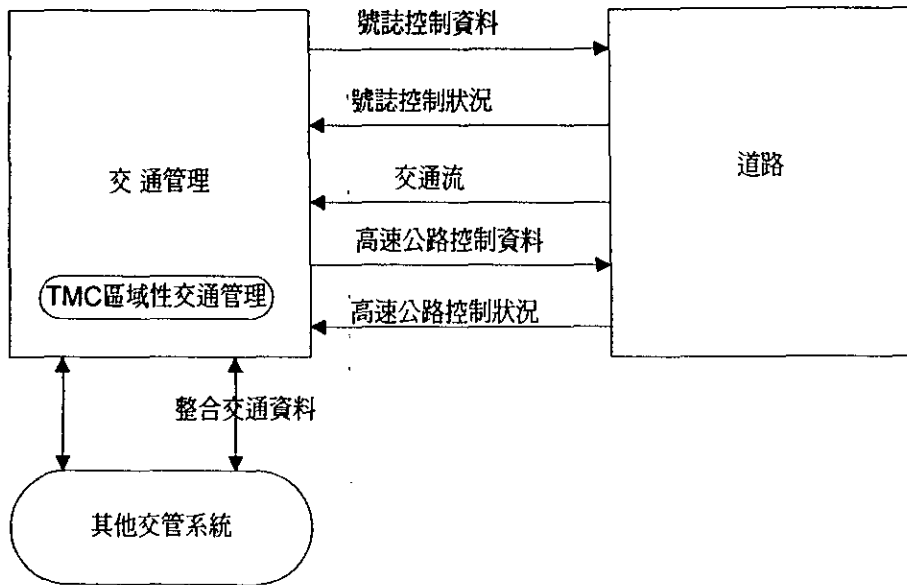 號誌控制資料
號誌控制狀況
交通流
高速公路控制資料
高速公路控制狀況
交 通管理
道路
TMC區域性交通管理
整合交通資料
其他交管系統